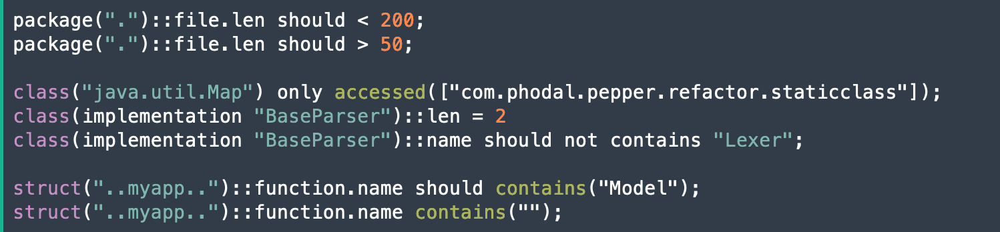 package(".")::file.len should < 200;
package(".")::file.len should > 50;
class("java.util.Map") only accessed(["com.phodal.pepper.refactor.staticclass"]);
class(implementation "BaseParser")::len = 2
class(implementation "BaseParser")::name should not contains "Lexer";
struct("..myapp..")::function.name should contains("Model");
struct("..myapp..")::function.name contains("");